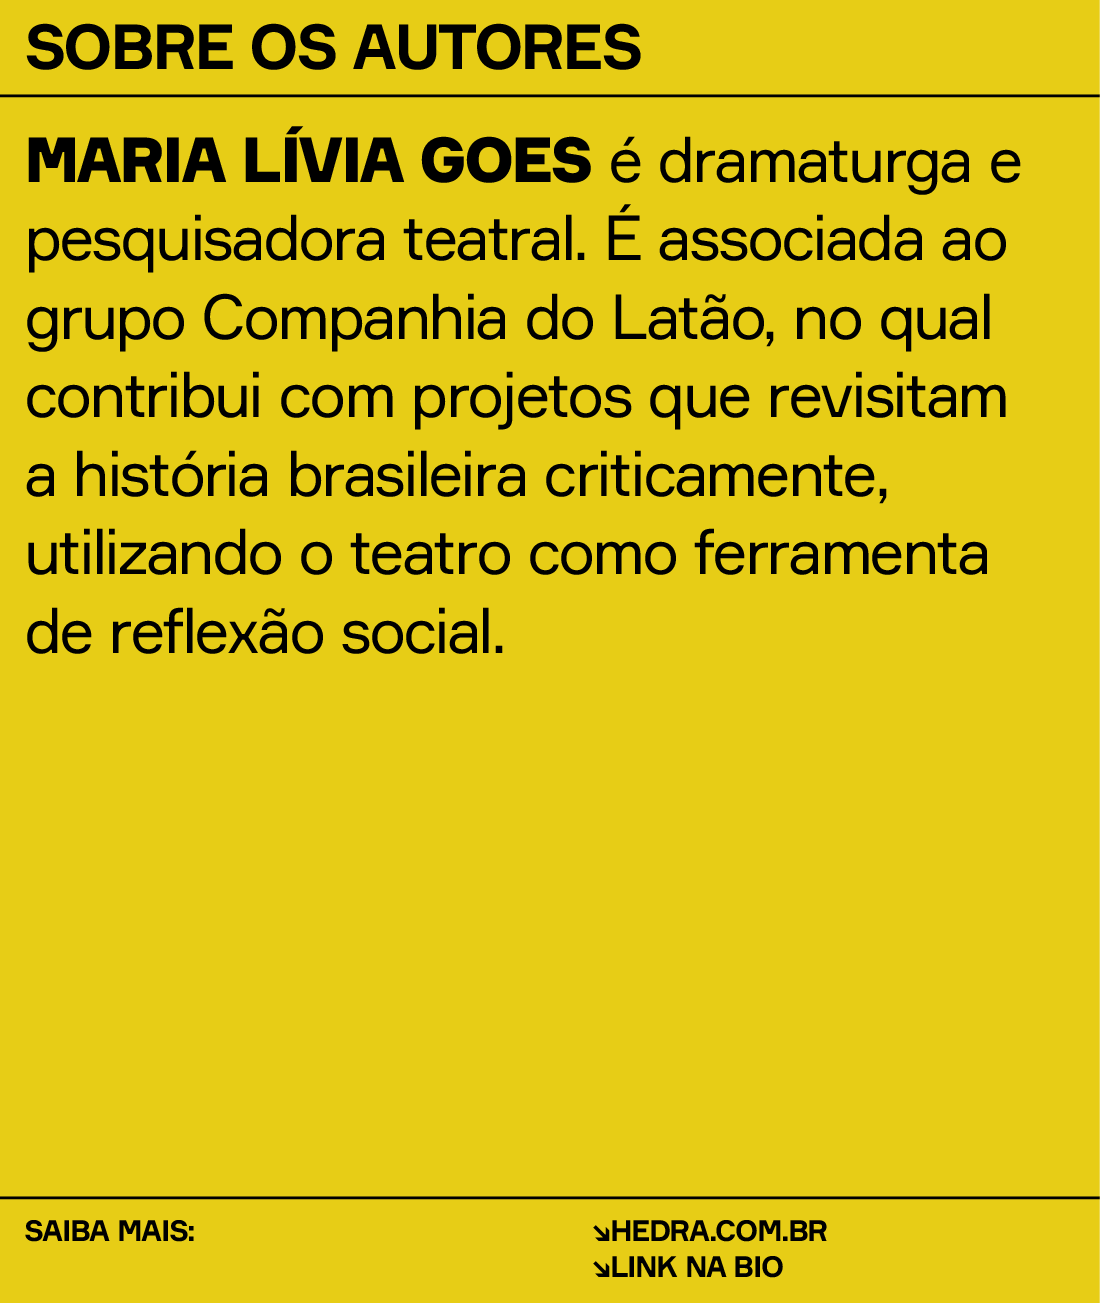 SOBRE OS AUTORES
MARIA LÍVIA GOES é dramaturga e
pesquisadora teatral. É associada ao
grupo Companhia do Latão, no qual
contribui com projetos que revisitam
a história brasileira criticamente,
utilizando o teatro como ferramenta
de reflexão social.
SAIBA MAIS:
↘HEDRA.COM.BR
↘LINK NA BIO